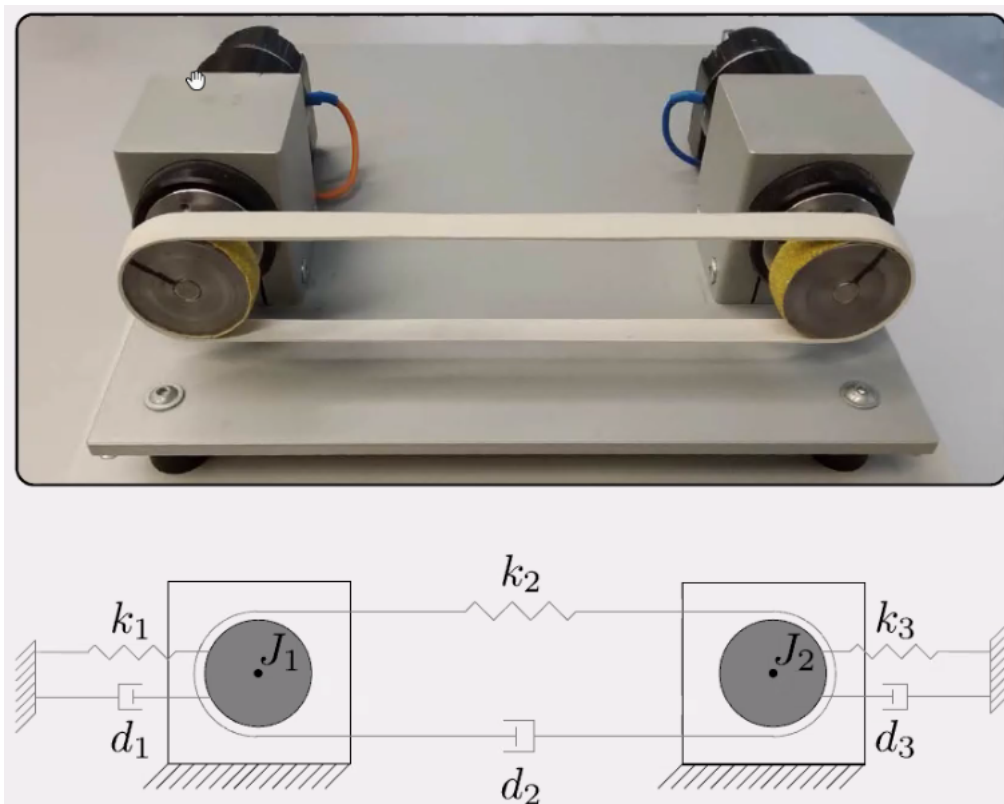 k₂
k₁ J₁ J₂ k₃
d₁ d₂ d₃